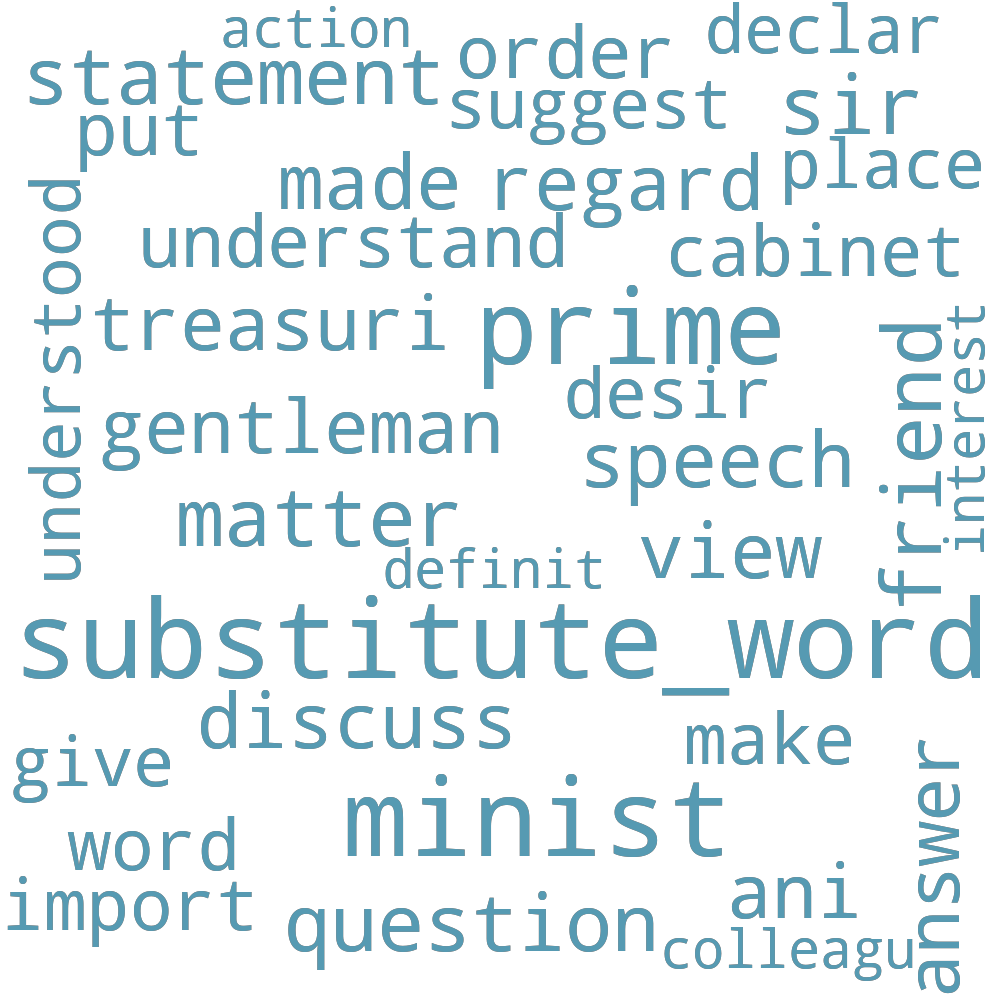 action
declar
order
statement
suggest
sir
put
place
made
regard
understood
understand
cabinet
treasuri
prime
friend
interest
desir
gentleman
speech
matter
view
definit
substitute_word
discuss
make
give
minist
answer
word
ani
import
question
colleagu